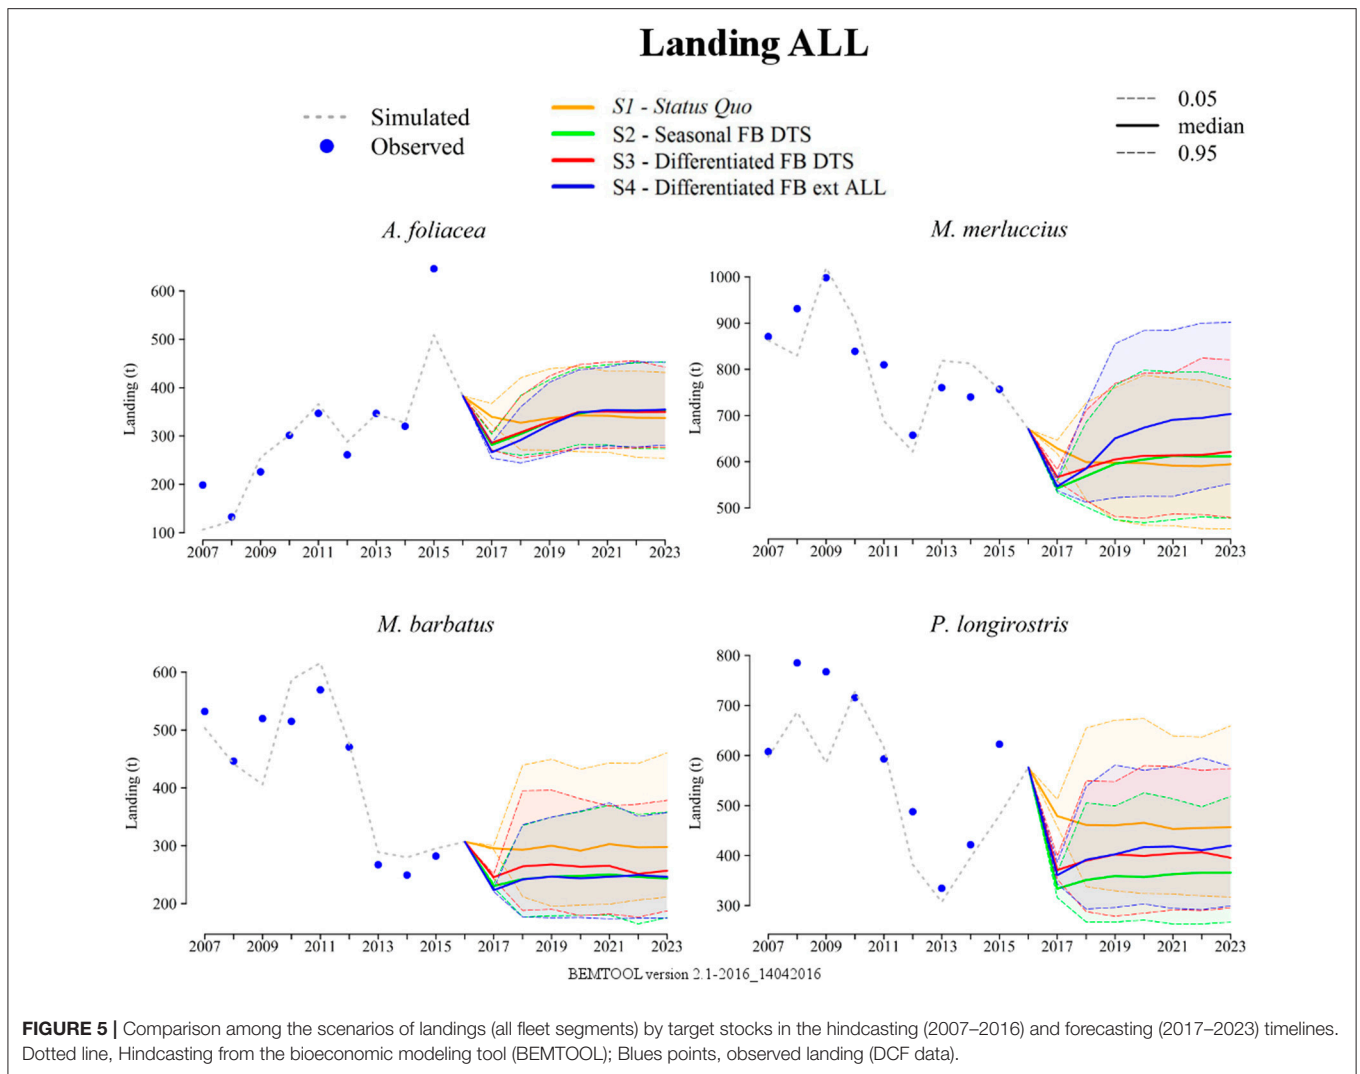 Landing ALL
Simulated
Observed
S1 - Status Quo
S2 - Seasonal FB DTS
S3 - Differentiated FB DTS
S4 - Differentiated FB ext ALL
0.05
median
0.95
A. foliacea
Landing (t)
600
500
400
300
200
100
2007 2009 2011 2013 2015 2017 2019 2021 2023
M. merluccius
Landing (t)
1000
900
800
700
600
500
2007 2009 2011 2013 2015 2017 2019 2021 2023
M. barbatus
Landing (t)
600
500
400
300
200
2007 2009 2011 2013 2015 2017 2019 2021 2023
P. longirostris
Landing (t)
800
700
600
500
400
300
2007 2009 2011 2013 2015 2017 2019 2021 2023
BEMTOOL version 2.1-2016_14042016
FIGURE 5 | Comparison among the scenarios of landings (all fleet segments) by target stocks in the hindcasting (2007–2016) and forecasting (2017–2023) timelines.
Dotted line, Hindcasting from the bioeconomic modeling tool (BEMTOOL); Blues points, observed landing (DCF data).